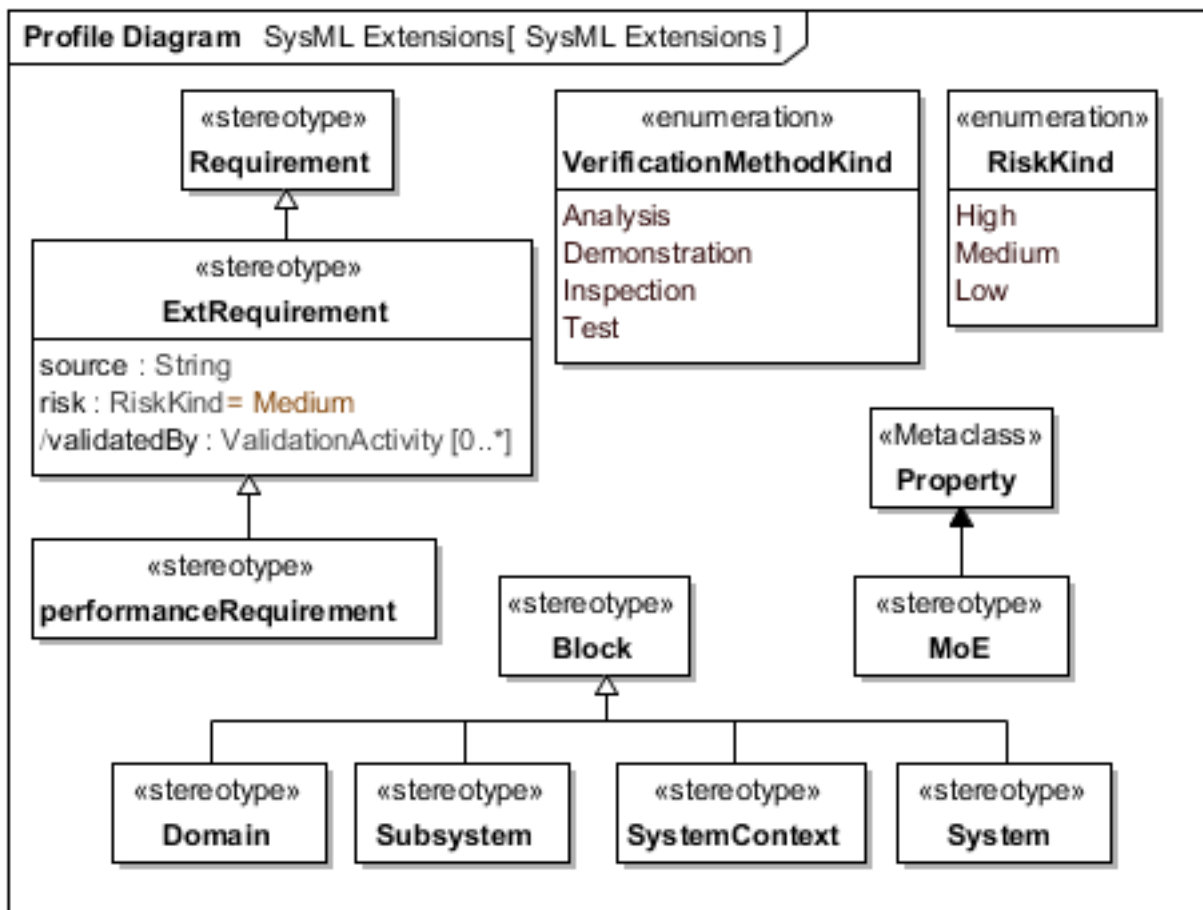 Profile Diagram SysML Extensions[ SysML Extensions ]
«stereotype»
Requirement
«enumeration»
VerificationMethodKind
Analysis
Demonstration
Inspection
Test
«enumeration»
RiskKind
High
Medium
Low
«stereotype»
ExtRequirement
source : String
risk : RiskKind= Medium
/validatedBy : ValidationActivity [0..*]
«Metaclass»
Property
«stereotype»
performanceRequirement
«stereotype»
Block
«stereotype»
MoE
«stereotype»
Domain
«stereotype»
Subsystem
«stereotype»
SystemContext
«stereotype»
System